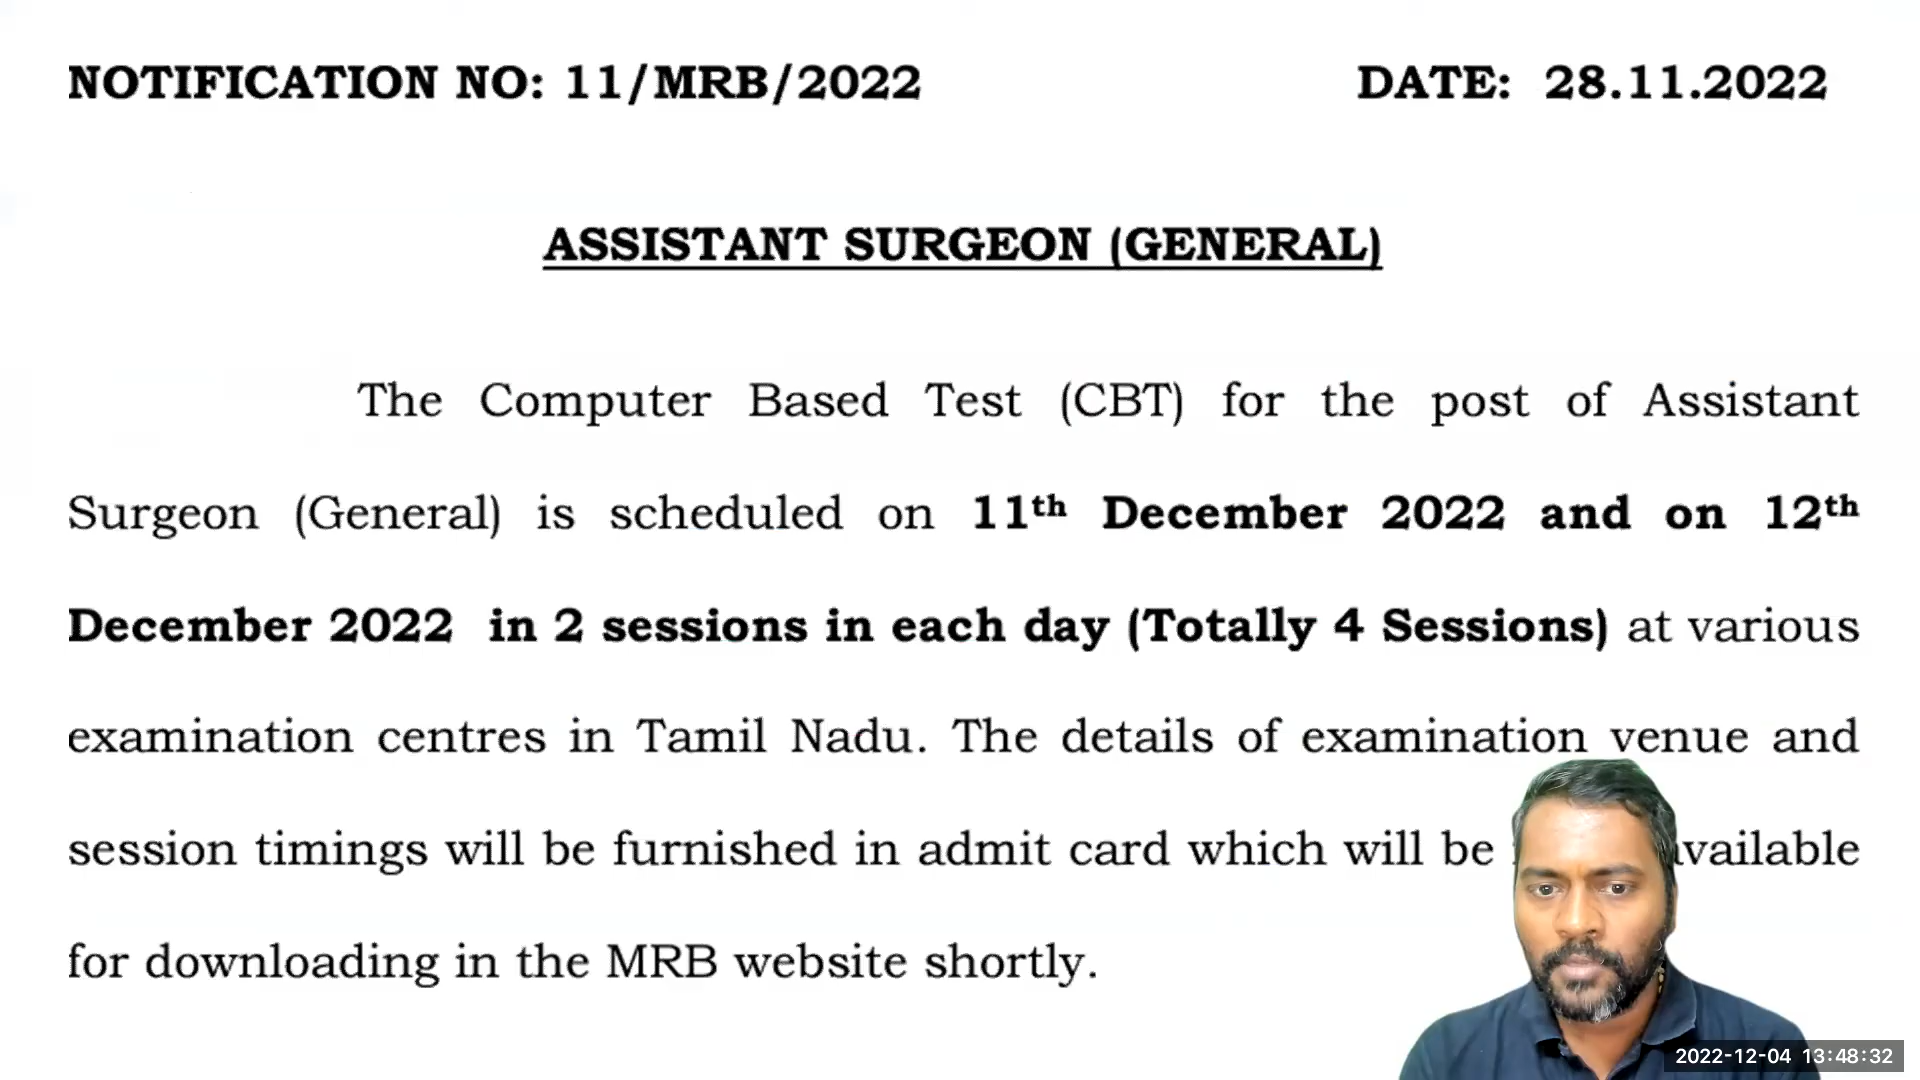 NOTIFICATION NO: 11/MRB/2022 DATE: 28.11.2022
ASSISTANT SURGEON (GENERAL)
The Computer Based Test (CBT) for the post of Assistant
Surgeon (General) is scheduled on 11th December 2022 and on 12th
December 2022 in 2 sessions in each day (Totally 4 Sessions) at various
examination centres in Tamil Nadu. The details of examination venue and
session timings will be furnished in admit card which will be
for downloading in the MRB website shortly.
2022-12-04 13:48:32